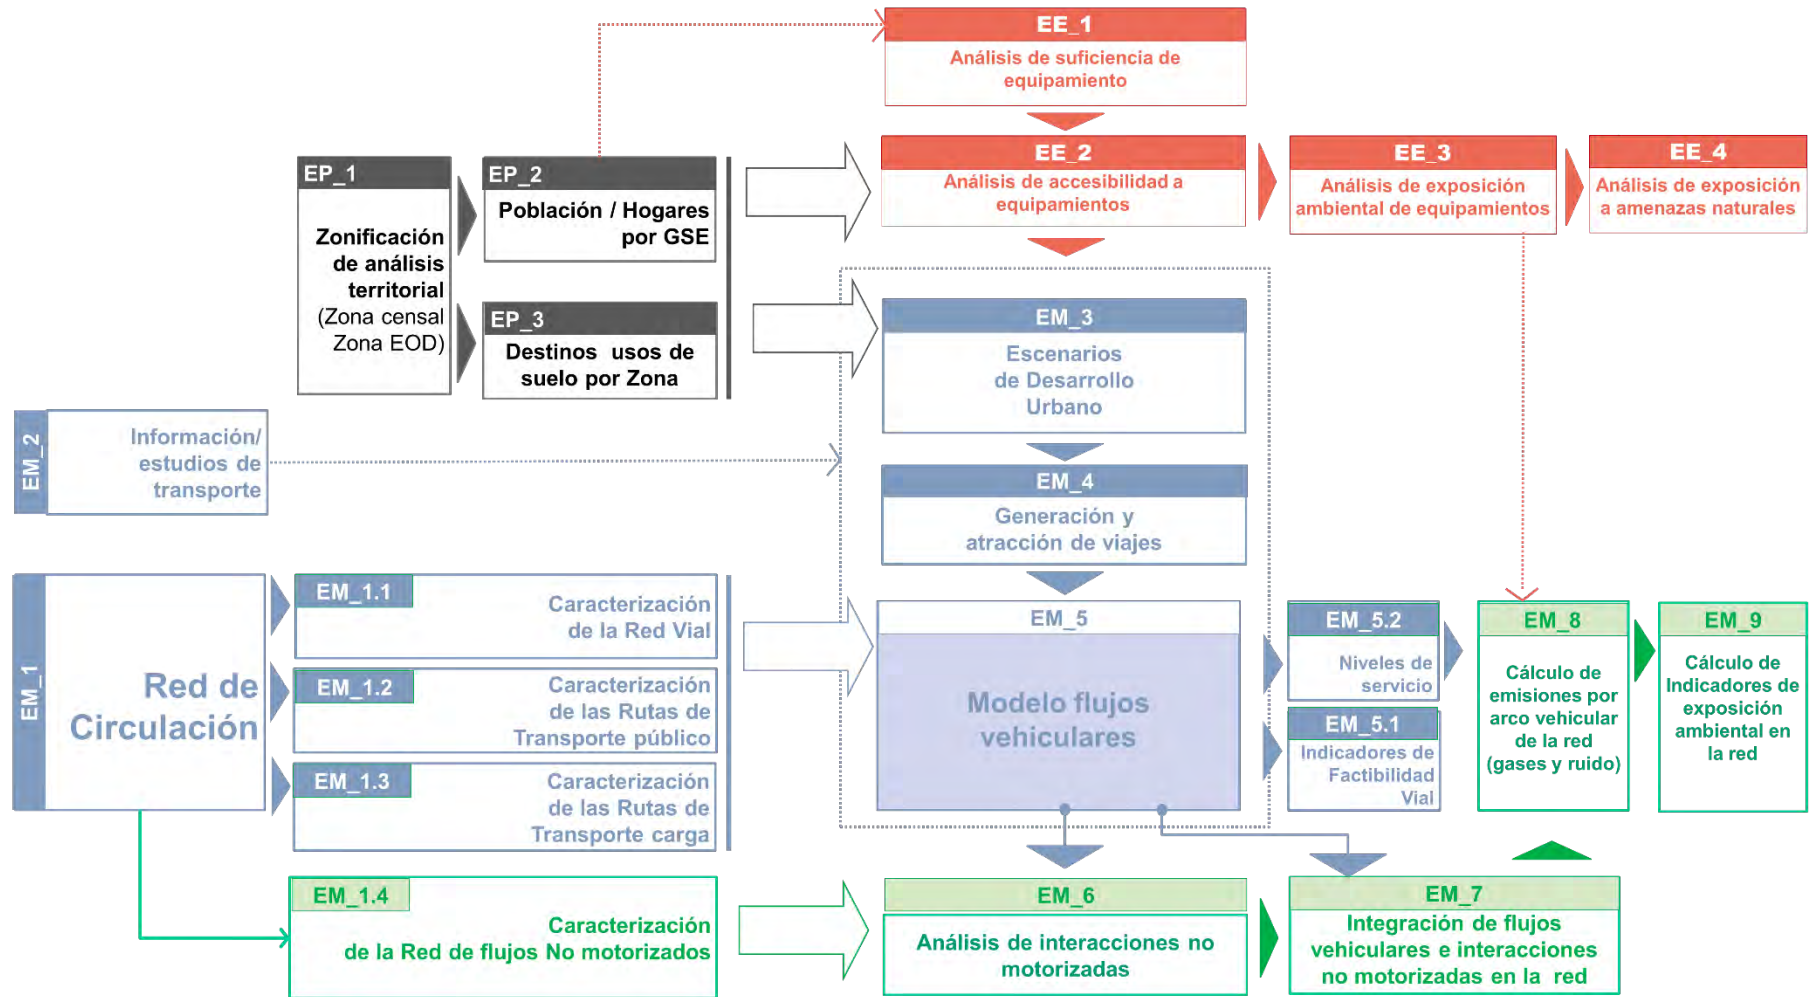 EE_1
Análisis de suficiencia de
equipamiento
EP_1
Zonificación
de análisis
territorial
(Zona censal
Zona EOD)
EP_2
Población / Hogares
por GSE
EP_3
Destinos usos de
suelo por Zona
EE_2
Análisis de accesibilidad a
equipamientos
EE_3
Análisis de exposición
ambiental de equipamientos
EE_4
Análisis de exposición
a amenazas naturales
EM_2
Información/
estudios de
transporte
EM_3
Escenarios
de Desarrollo
Urbano
EM_4
Generación y
atracción de viajes
EM_1
Red de
Circulación
EM_1.1
Caracterización
de la Red Vial
EM_1.2
Caracterización
de las Rutas de
Transporte público
EM_1.3
Caracterización
de las Rutas de
Transporte carga
EM_5
Modelo flujos
vehiculares
EM_5.2
Niveles de
servicio
EM_5.1
Indicadores de
Factibilidad
Vial
EM_8
Cálculo de
emisiones por
arco vehicular
de la red
(gases y ruido)
EM_9
Cálculo de
Indicadores de
exposición
ambiental en
la red
EM_1.4
Caracterización
de la Red de flujos No motorizados
EM_6
Análisis de interacciones no
motorizadas
EM_7
Integración de flujos
vehiculares e interacciones
no motorizadas en la red